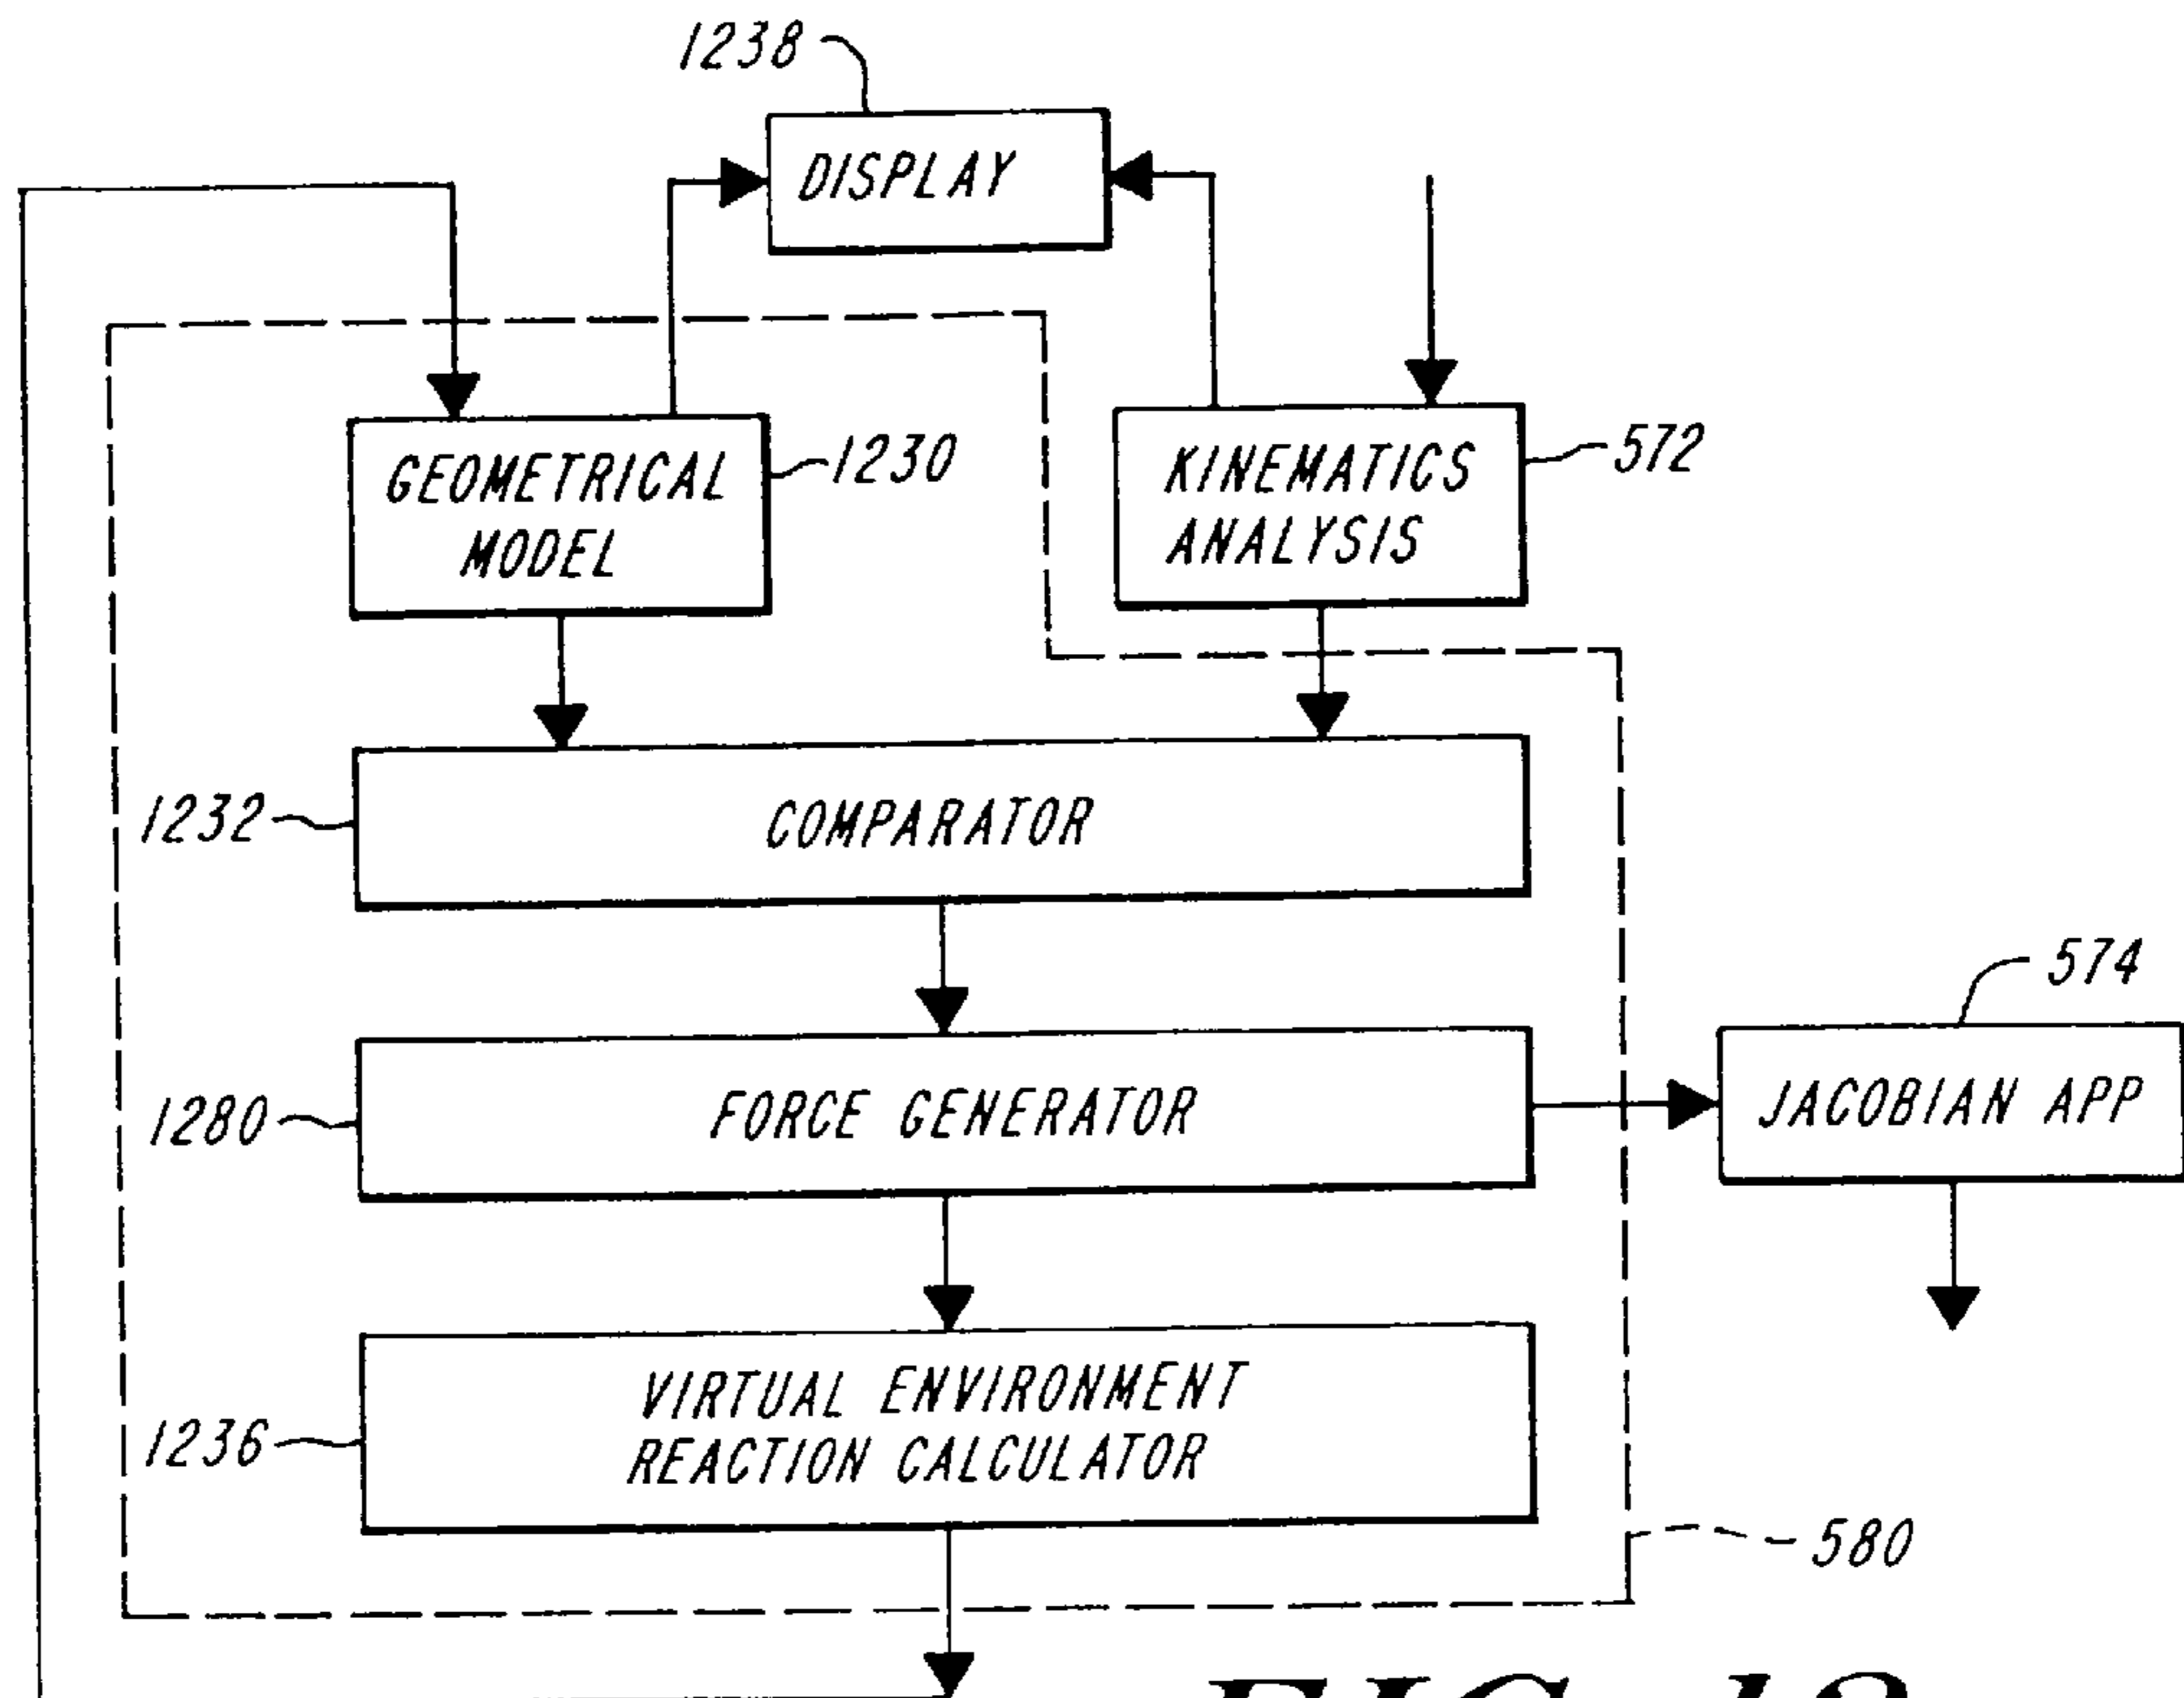 1238
DISPLAY
GEOMETRICAL
MODEL
1230
KINEMATICS
ANALYSIS
572
1232
COMPARATOR
574
1280
FORCE GENERATOR
JACOBIAN APP
1236
VIRTUAL ENVIRONMENT
REACTION CALCULATOR
580